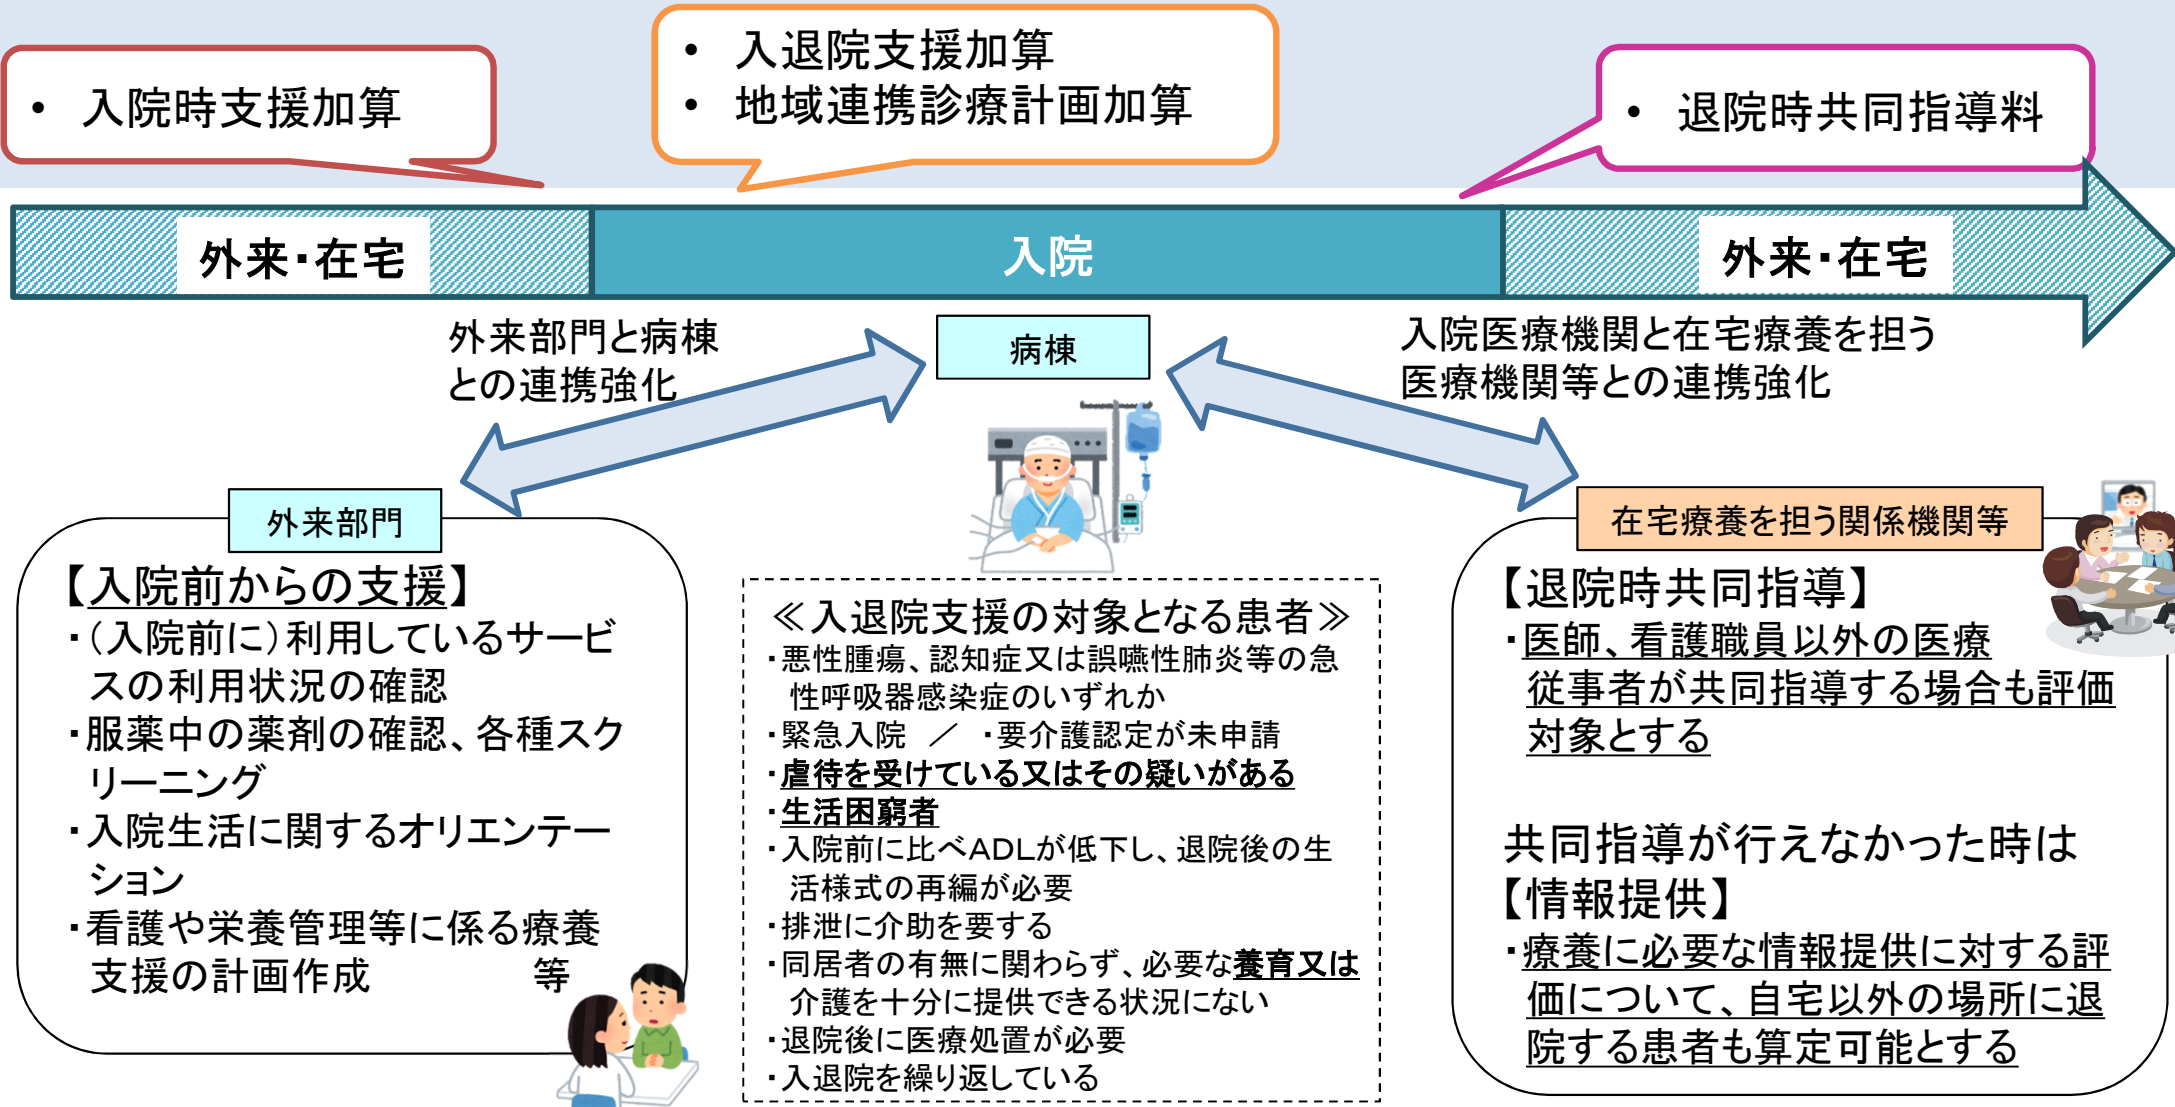 • 入院時支援加算
• 入退院支援加算
• 地域連携診療計画加算
• 退院時共同指導料
外来・在宅
入院
外来・在宅
外来部門と病棟
との連携強化
病棟
入院医療機関と在宅療養を担う
医療機関等との連携強化
外来部門
【入院前からの支援】
・（入院前に）利用しているサービ
スの利用状況の確認
・服薬中の薬剤の確認、各種スク
リーニング
・入院生活に関するオリエンテー
ション
・看護や栄養管理等に係る療養
支援の計画作成　　　　等
≪入退院支援の対象となる患者≫
・悪性腫瘍、認知症又は誤嚥性肺炎等の急
性呼吸器感染症のいずれか
・緊急入院　／　・要介護認定が未申請
・虐待を受けている又はその疑いがある
・生活困窮者
・入院前に比べADLが低下し、退院後の生
活様式の再編が必要
・排泄に介助を要する
・同居者の有無に関わらず、必要な養育又は
介護を十分に提供できる状況にない
・退院後に医療処置が必要
・入退院を繰り返している
在宅療養を担う関係機関等
【退院時共同指導】
・医師、看護職員以外の医療
従事者が共同指導する場合も評価
対象とする
共同指導が行えなかった時は
【情報提供】
・療養に必要な情報提供に対する評
価について、自宅以外の場所に退
院する患者も算定可能とする